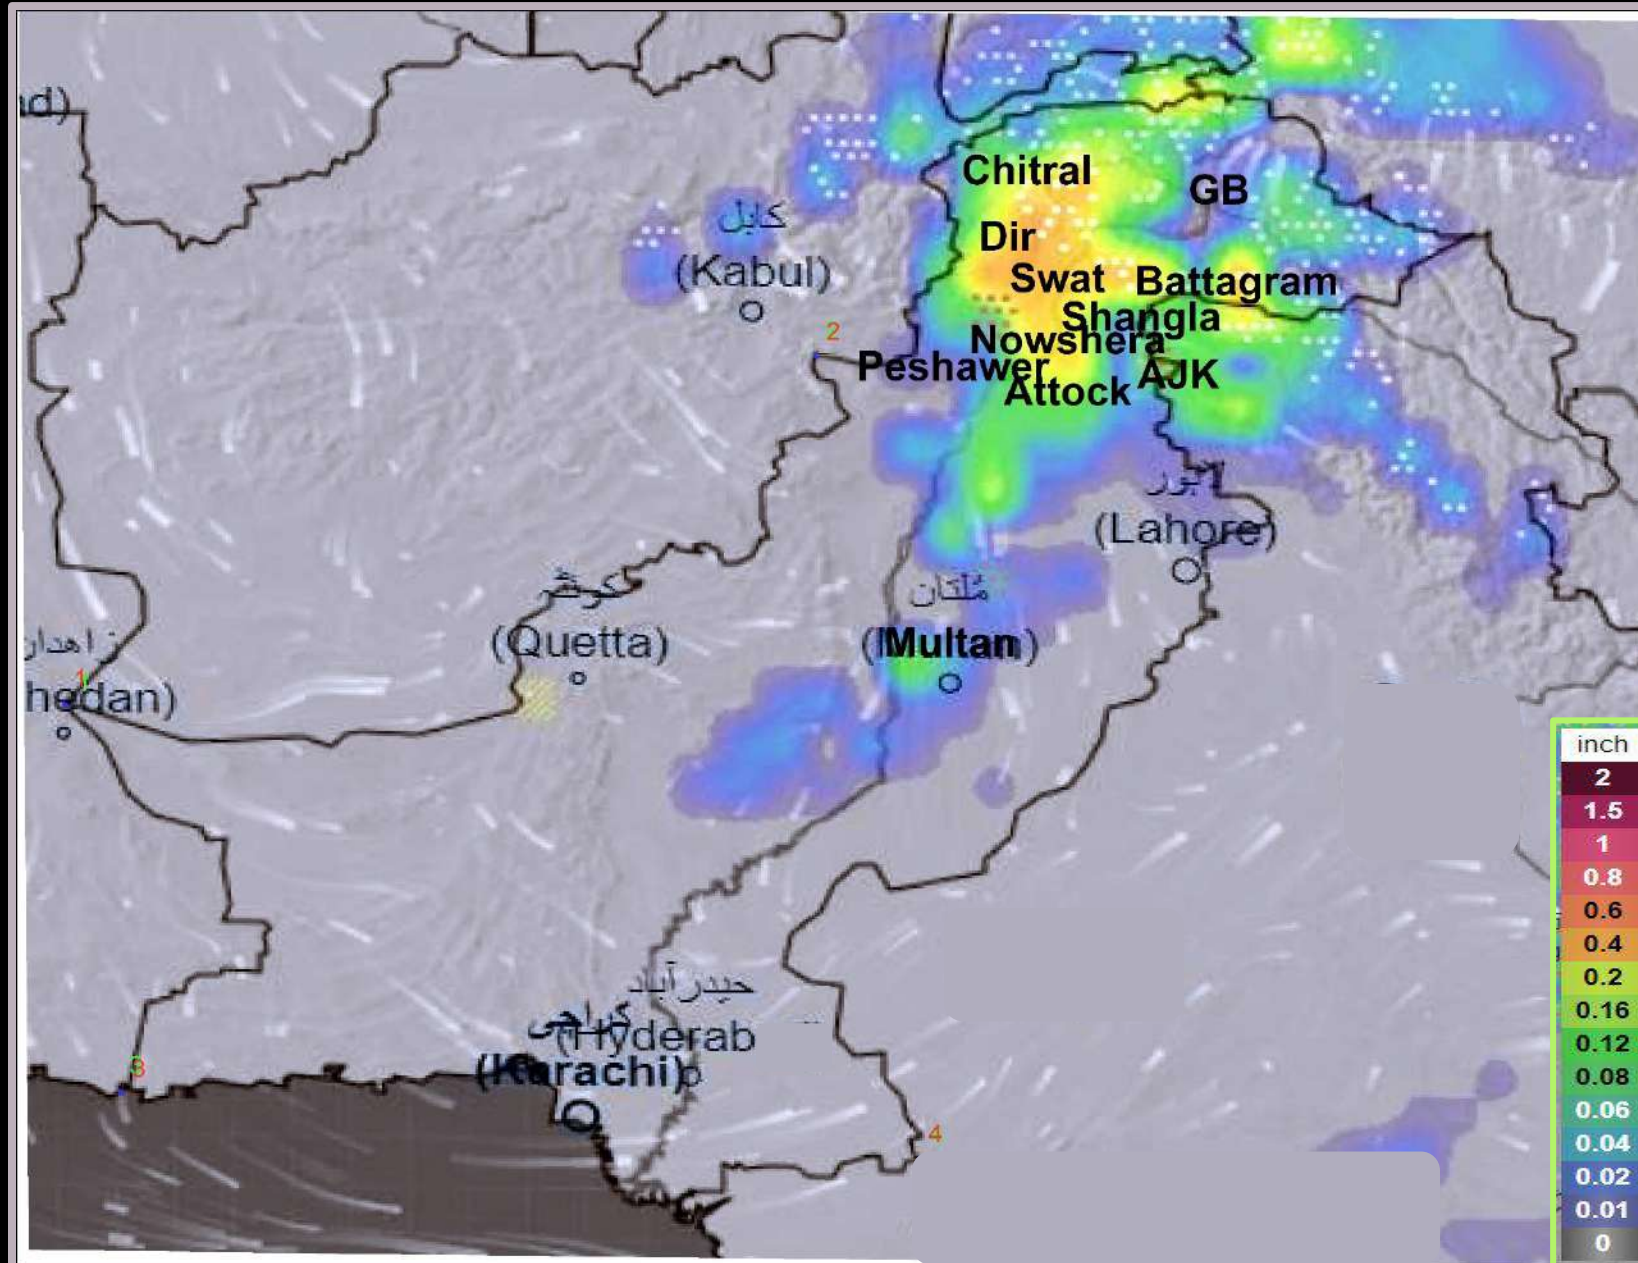 Chitral
GB
کابل
(Kabul)
Dir
Swat
Battagram
Shangla
2
Nowshera
Peshawer
AJK
Attock
(Lahore)
کوئٹہ
مُلتان
(Quetta)
Multan
زاهدان
1
hedan)
حیدرآباد
کراچی
(Hyderab
(Karachi)
3
4
inch
2
1.5
1
0.8
0.6
0.4
0.2
0.16
0.12
0.08
0.06
0.04
0.02
0.01
0